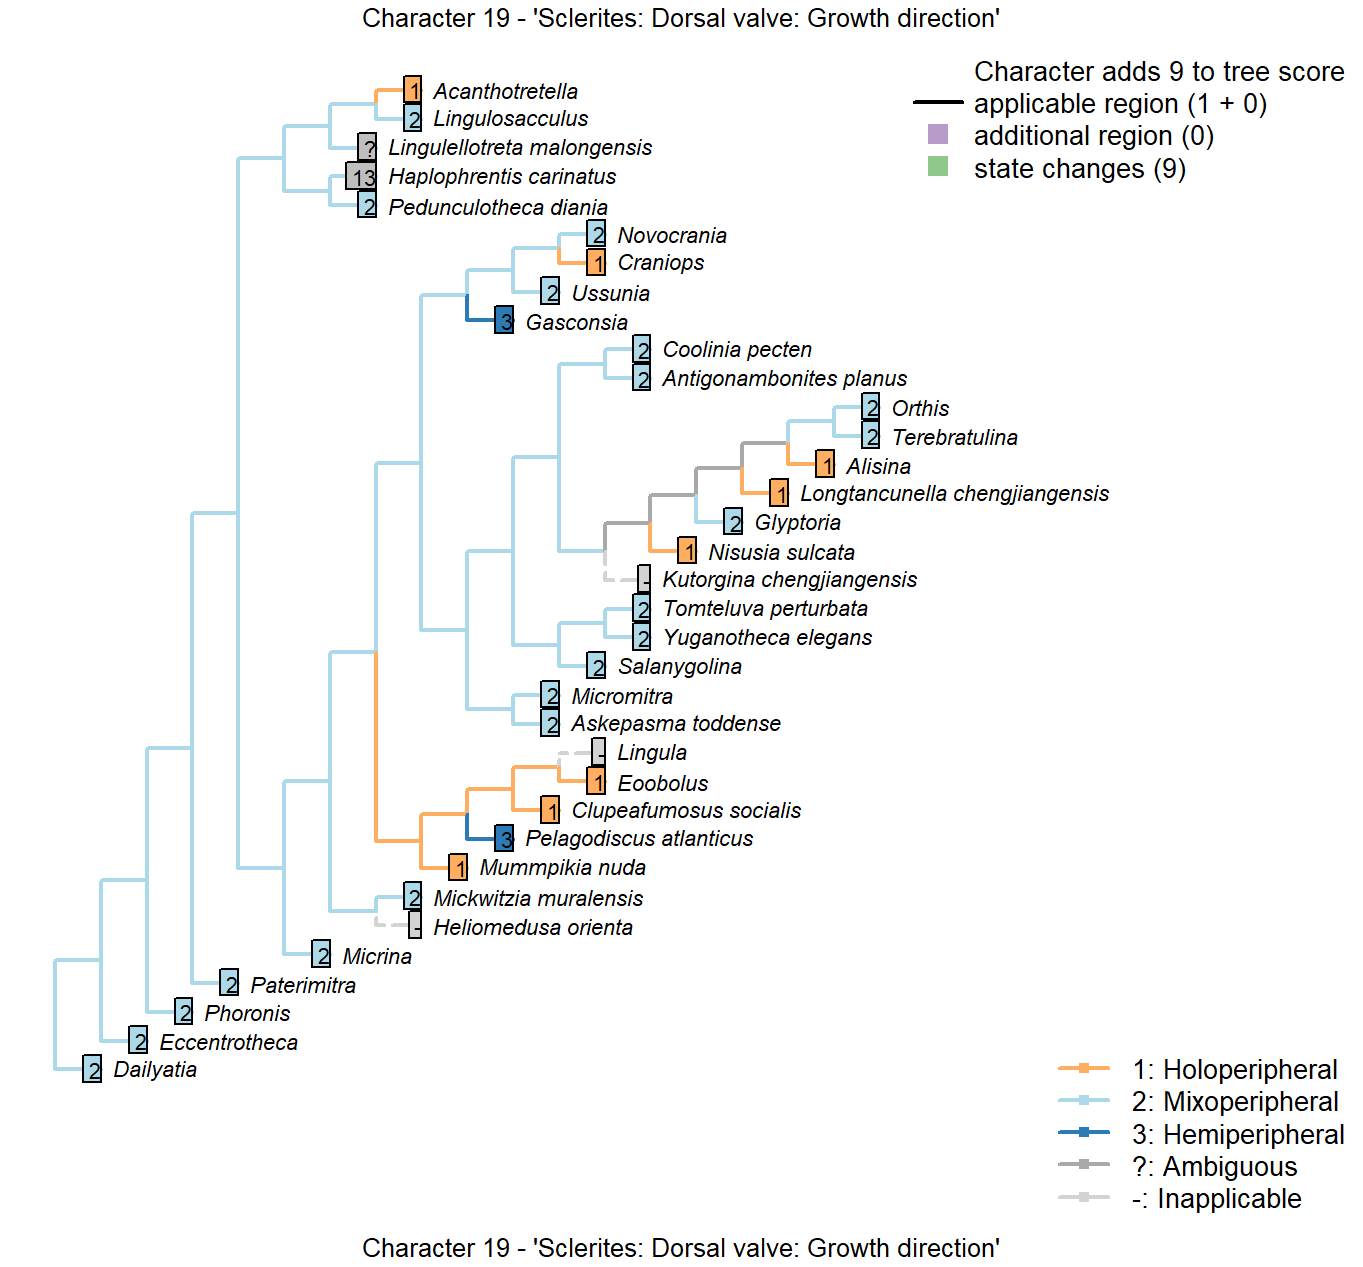 Character 19 - 'Sclerites: Dorsal valve: Growth direction'
Character adds 9 to tree score
applicable region (1 + 0)
additional region (0)
state changes (9)
1 Acanthotretella
2 Lingulosacculus
? Lingulellotreta malongensis
13 Haplophrentis carinatus
2 Pedunculotheca diania
2 Novocrania
1 Craniops
2 Ussunia
3 Gasconsia
2 Coolinia pecten
2 Antigonambonites planus
2 Orthis
2 Terebratulina
1 Alisina
1 Longtancunella chengjiangensis
2 Glyptoria
1 Nisusia sulcata
- Kutorgina chengjiangensis
2 Tomteluva perturbata
2 Yuganotheca elegans
2 Salanygolina
2 Micromitra
2 Askepasma toddense
- Lingula
1 Eoobolus
1 Clupeafumosus socialis
3 Pelagodiscus atlanticus
1 Mummpikia nuda
2 Mickwitzia muralensis
- Heliomedusa orienta
2 Micrina
2 Paterimitra
2 Phoronis
2 Eccentrotheca
2 Dailyatia
1: Holoperipheral
2: Mixoperipheral
3: Hemiperipheral
?: Ambiguous
-: Inapplicable
Character 19 - 'Sclerites: Dorsal valve: Growth direction'